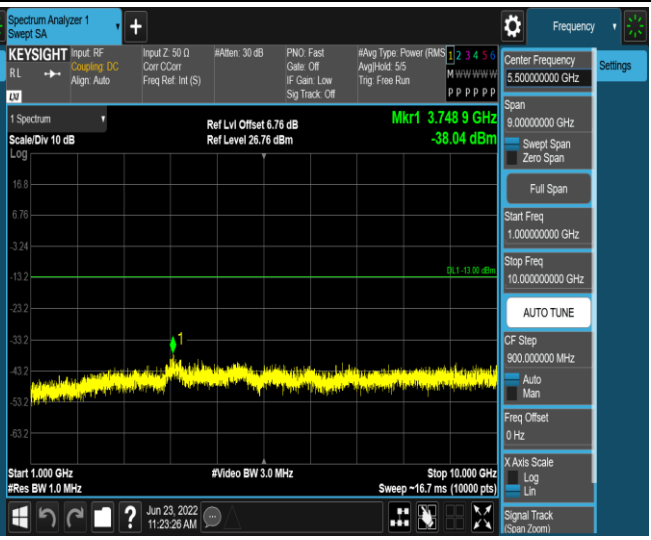 Spectrum Analyzer 1
Swept SA
Frequency
KEYSIGHT
R L
LXI
Input: RF
Coupling: DC
Align: Auto
Input Z: 50 Ω
Corr CCorr
Freq Ref: Int (S)
#Atten: 30 dB
PNO: Fast
Gate: Off
IF Gain: Low
Sig Track: Off
#Avg Type: Power (RMS
Avg|Hold: 5/5
Trig: Free Run
1 2 3 4 5 6
M W W W W W
P P P P P P
1 Spectrum
Scale/Div 10 dB
Ref Lvl Offset 6.76 dB
Ref Level 26.76 dBm
Mkr1 3.748 9 GHz
-38.04 dBm
Log
16.8
6.76
-3.24
-13.2
-23.2
-33.2
-43.2
-53.2
-63.2
DL1 -13.00 dBm
1
Start 1.000 GHz
#Res BW 1.0 MHz
#Video BW 3.0 MHz
Stop 10.000 GHz
Sweep ~16.7 ms (10000 pts)
?
Jun 23, 2022
11:23:26 AM
Center Frequency
5.500000000 GHz
Span
9.00000000 GHz
Swept Span
Zero Span
Full Span
Start Freq
1.000000000 GHz
Stop Freq
10.000000000 GHz
AUTO TUNE
CF Step
900.000000 MHz
Auto
Man
Freq Offset
0 Hz
X Axis Scale
Log
Lin
Signal Track
(Span Zoom)
Settings